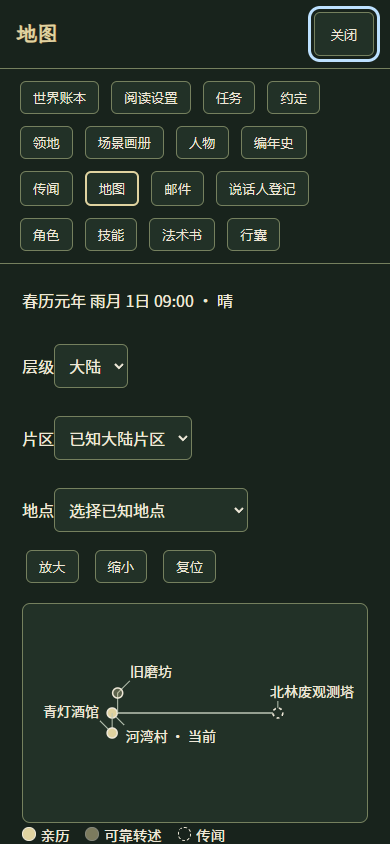 地图 关闭
世界账本 阅读设置 任务 约定
领地 场景画册 人物 编年史
传闻 地图 邮件 说话人登记
角色 技能 法术书 行囊
春历元年 雨月 1日 09:00 · 晴
层级 大陆
片区 已知大陆片区
地点 选择已知地点
放大 缩小 复位
旧磨坊
北林废观测塔
青灯酒馆
河湾村 · 当前
亲历 可靠转述 传闻